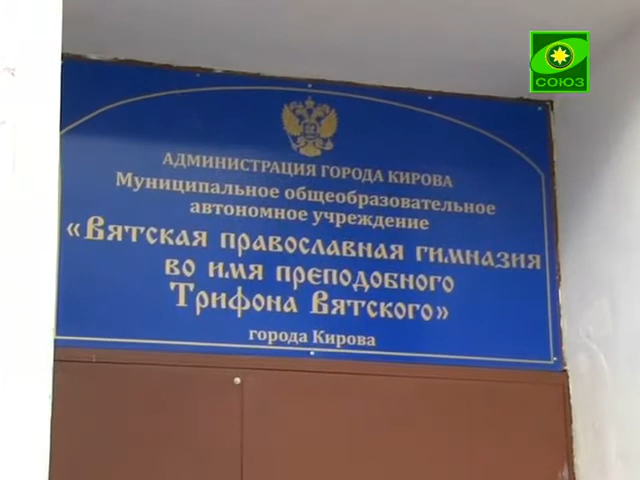 СОЮЗ
АДМИНИСТРАЦИЯ ГОРОДА КИРОВА
Муниципальное общеобразовательное
автономное учреждение
«Вятская православная гимназия
во имя преподобного
Трифона Вятского»
города Кирова